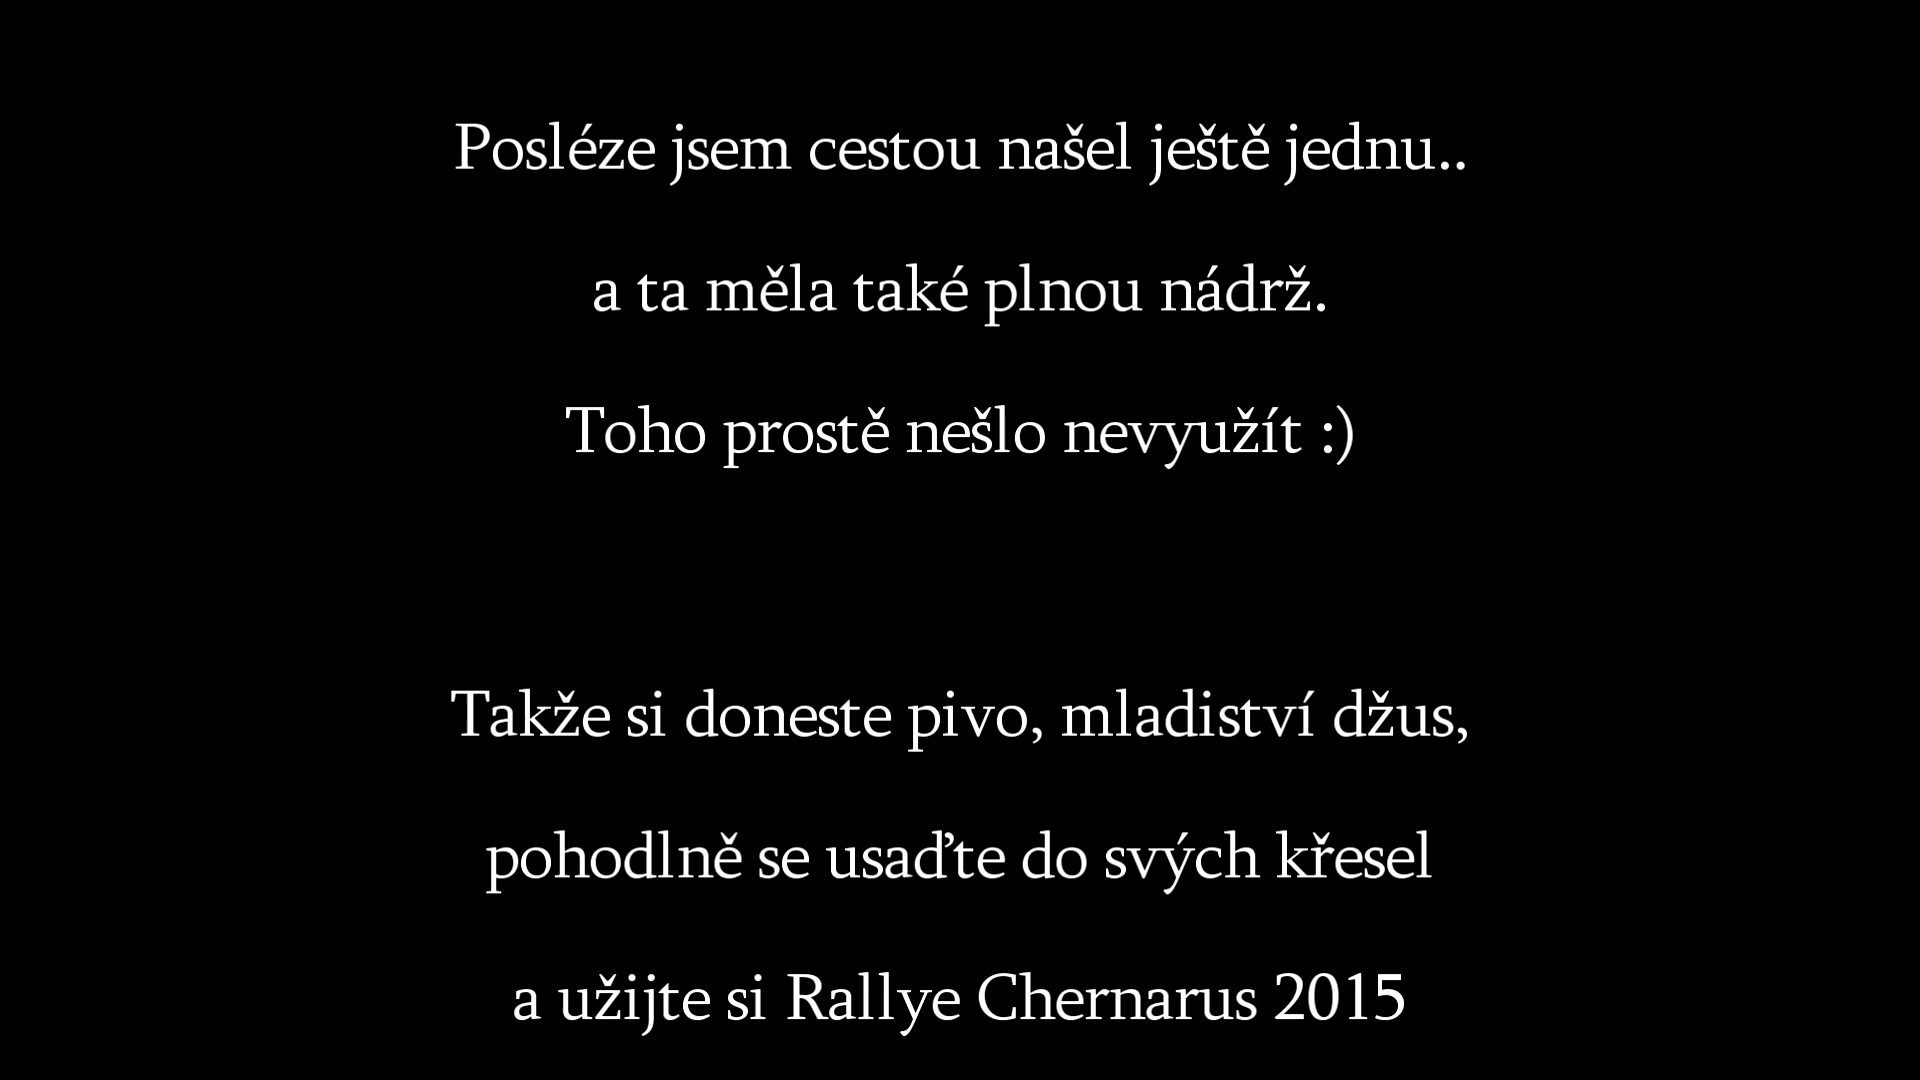 Posléze jsem cestou našel ještě jednu..
a ta měla také plnou nádrž.
Toho prostě nešlo nevyužít :)
Takže si doneste pivo, mladiství džus,
pohodlně se usaďte do svých křesel
a užijte si Rallye Chernarus 2015